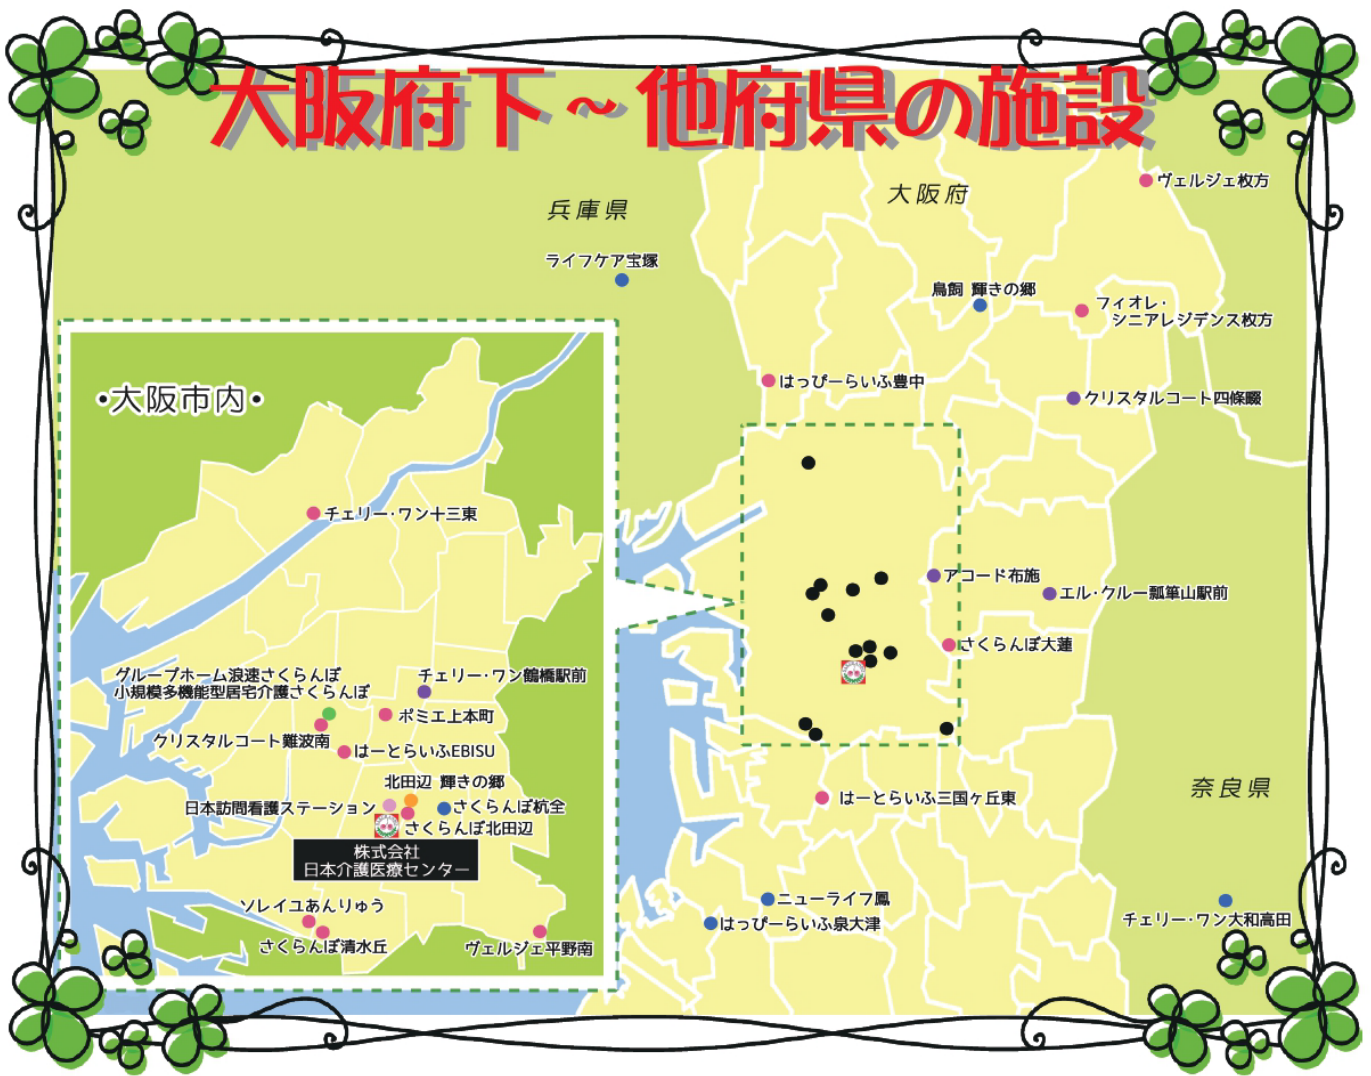 大阪府下~他府県の施設
兵庫県
大阪府
ヴェルジェ枚方
ライフケア宝塚
鳥飼 輝きの郷
フィオレ・
シニアレジデンス枚方
はっぴーらいふ豊中
クリスタルコート四條畷
・大阪市内・
チェリー・ワン十三東
アコード布施
エル・クルー瓢箪山駅前
さくらんぼ大蓮
グループホーム浪速さくらんぼ
小規模多機能型居宅介護さくらんぼ
チェリー・ワン鶴橋駅前
ポミエ上本町
クリスタルコート難波南
はーとらいふEBISU
北田辺 輝きの郷
日本訪問看護ステーション
さくらんぼ杭全
さくらんぼ北田辺
株式会社
日本介護医療センター
ソレイユあんりゅう
さくらんぼ清水丘
ヴェルジェ平野南
はーとらいふ三国ヶ丘東
奈良県
ニューライフ鳳
はっぴーらいふ泉大津
チェリー・ワン大和高田